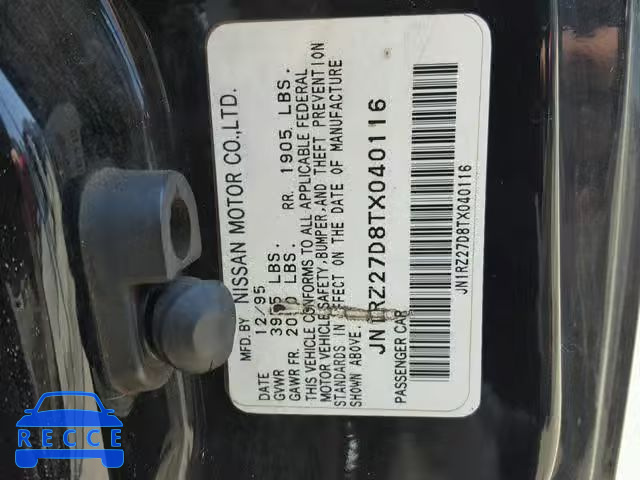 MFD. BY NISSAN MOTOR CO.,LTD.
DATE 12/95
GVWR LBS.
GAWR FR. LBS. RR. 1905 LBS.
THIS VEHICLE CONFORMS TO ALL APPLICABLE FEDERAL
MOTOR VEHICLE SAFETY, BUMPER, AND THEFT PREVENTION
STANDARDS IN EFFECT ON THE DATE OF MANUFACTURE
SHOWN ABOVE.
JN1RZ27D8TX040116
PASSENGER CAR
JN1RZ27D8TX040116
RECCE